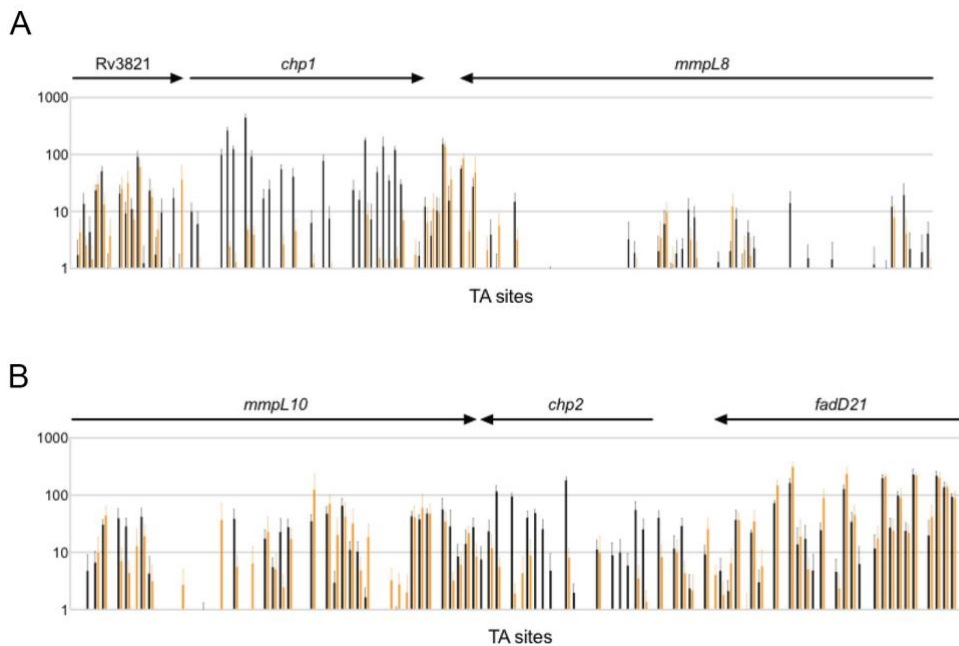 A
Rv3821 chp1 mmpL8
1000
100
10
1
TA sites
B
mmpL10 chp2 fadD21
1000
100
10
1
TA sites